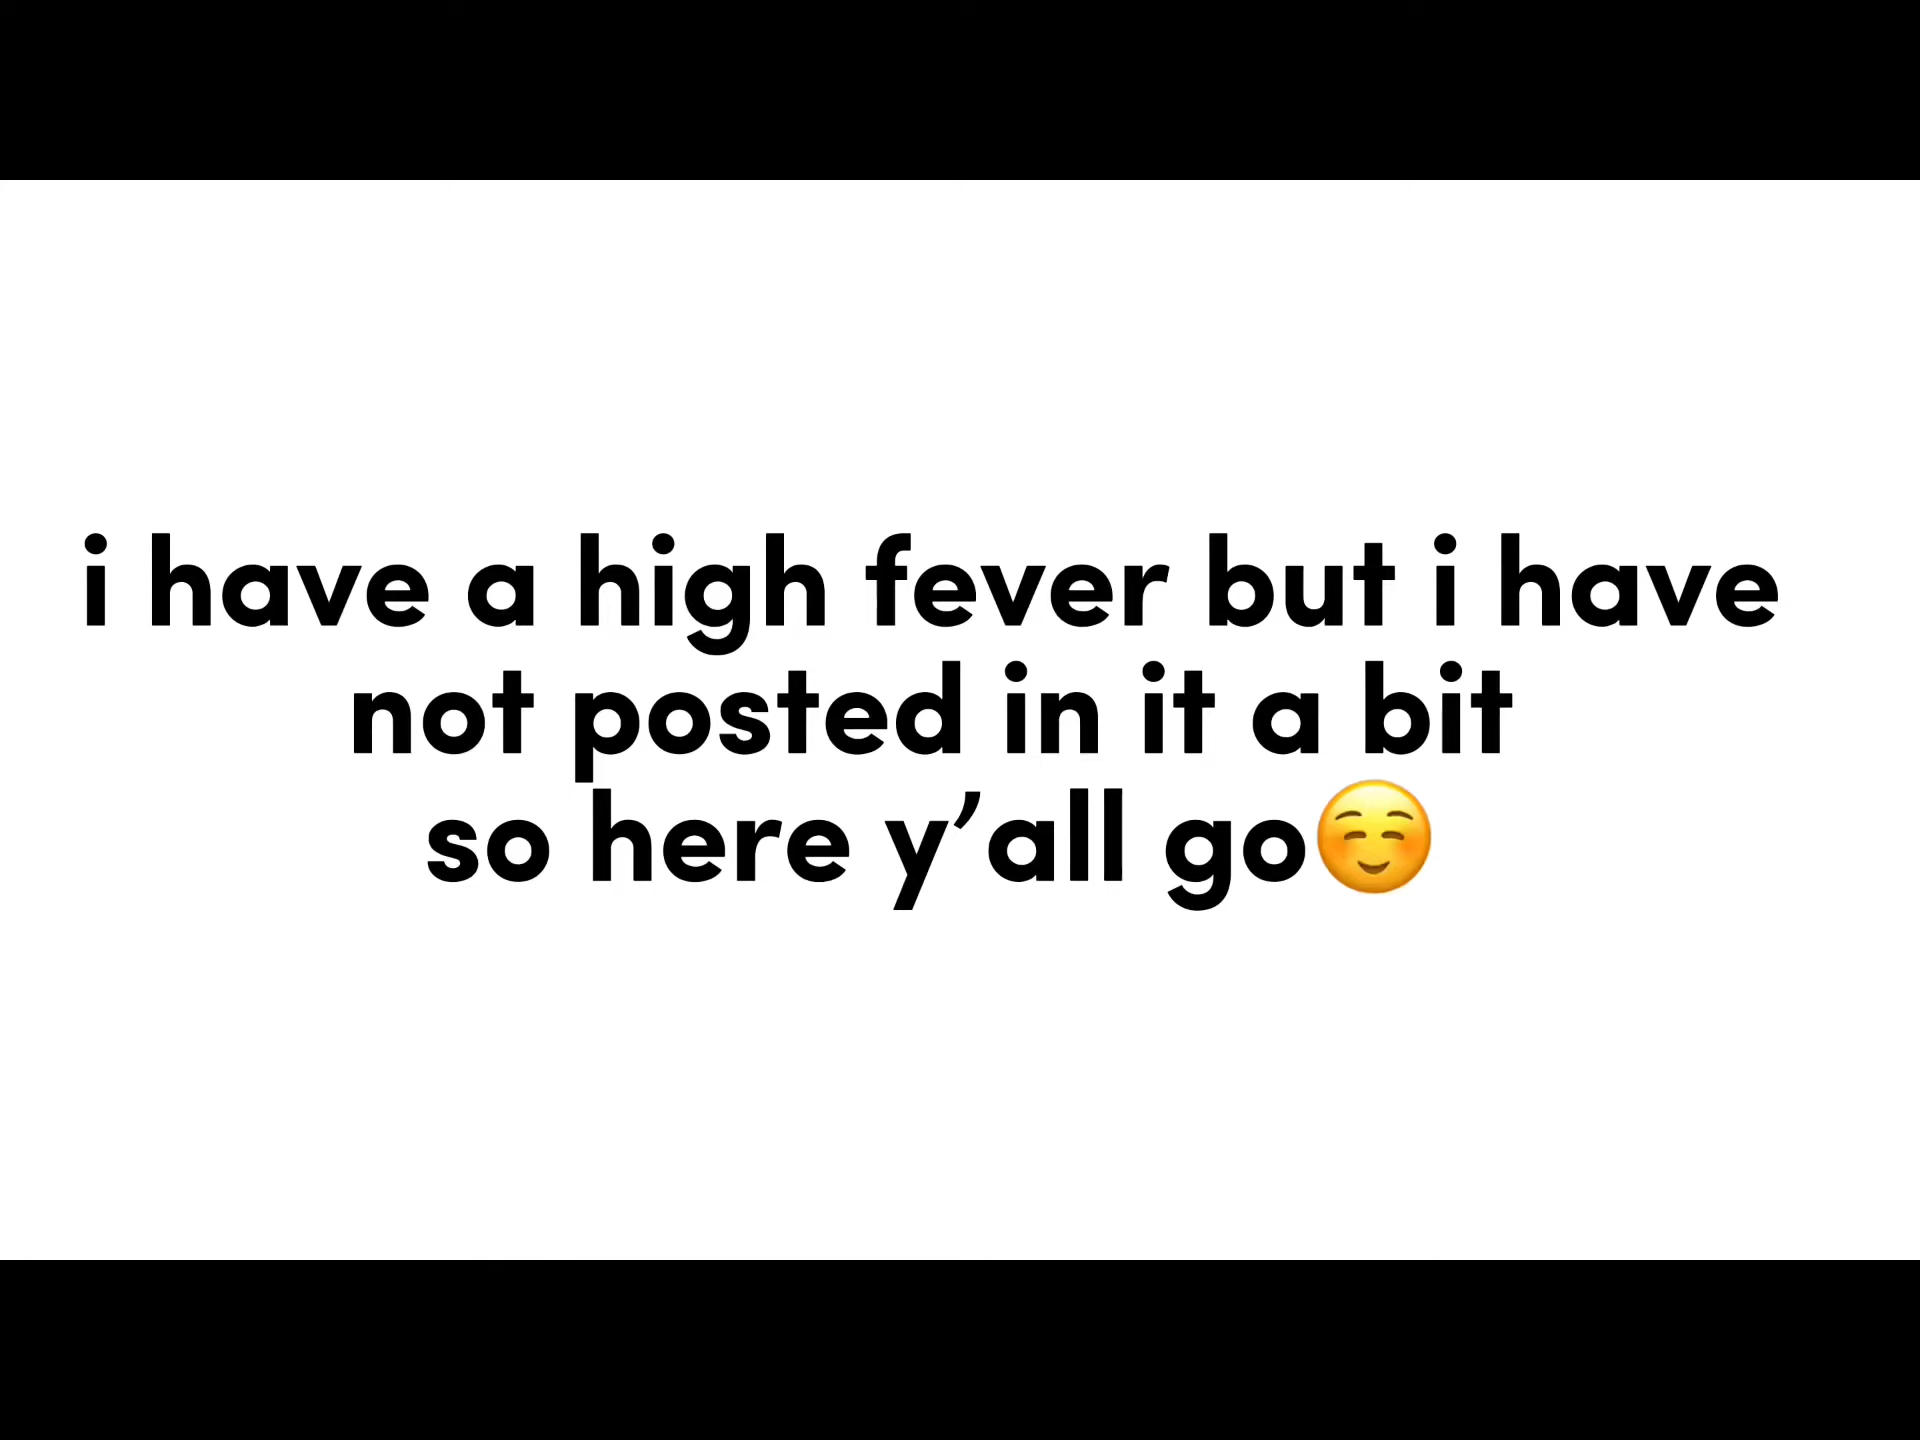 i have a high fever but i have
not posted in it a bit
so here y’all go☺️